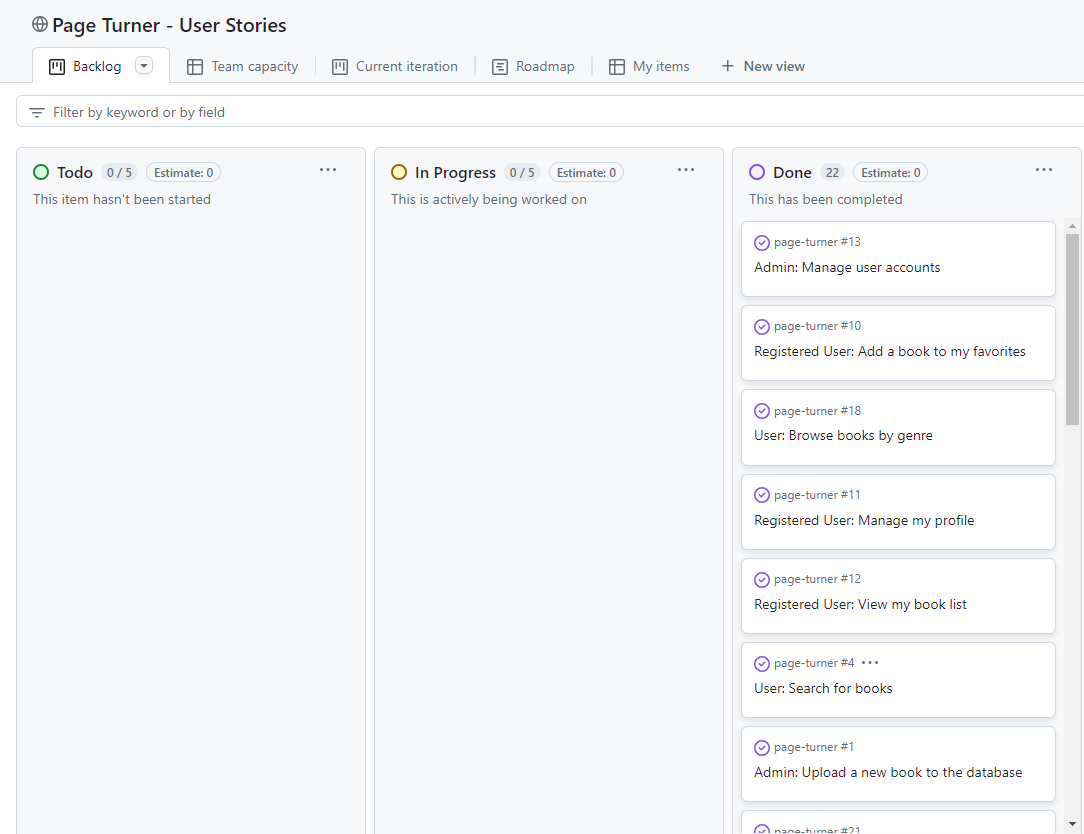 Page Turner - User Stories
Backlog
Team capacity
Current iteration
Roadmap
My items
New view
Filter by keyword or by field
Todo 0 / 5 Estimate: 0
This item hasn't been started
In Progress 0 / 5 Estimate: 0
This is actively being worked on
Done 22 Estimate: 0
This has been completed
page-turner #13
Admin: Manage user accounts
page-turner #10
Registered User: Add a book to my favorites
page-turner #18
User: Browse books by genre
page-turner #11
Registered User: Manage my profile
page-turner #12
Registered User: View my book list
page-turner #4
User: Search for books
page-turner #1
Admin: Upload a new book to the database
page-turner #21